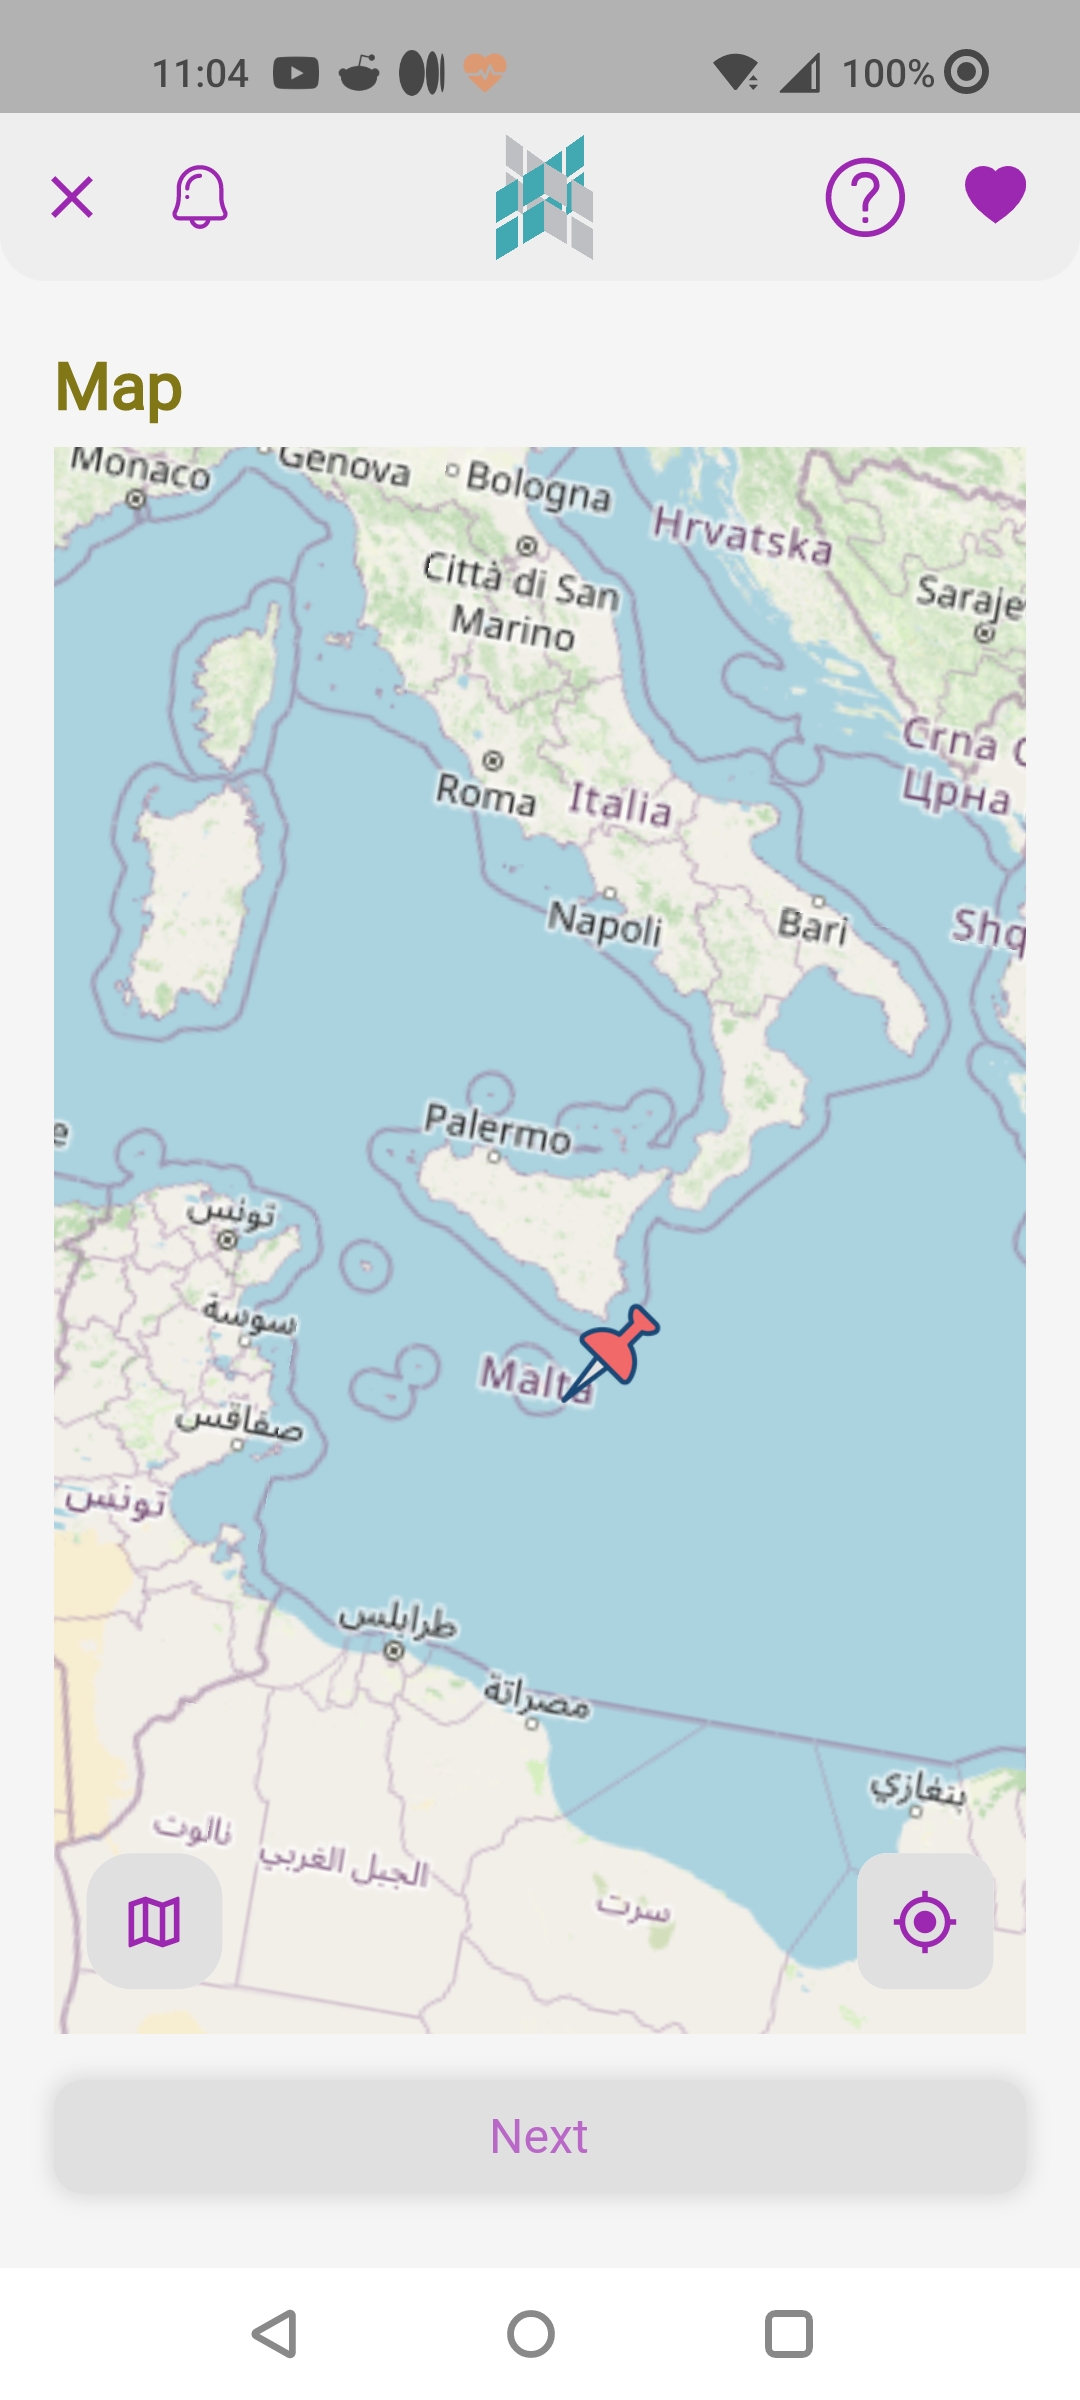 11:04
100%
Map
Monaco
Genova
Bologna
Hrvatska
Città di San
Marino
Saraje
Crna
Црна
Roma
Italia
Napoli
Bari
Shq
Palermo
e
تونس
سوسة
Malta
صفاقس
تونس
طرابلس
مصراتة
بنغازي
نالوت
الجبل الغربي
سرت
Next